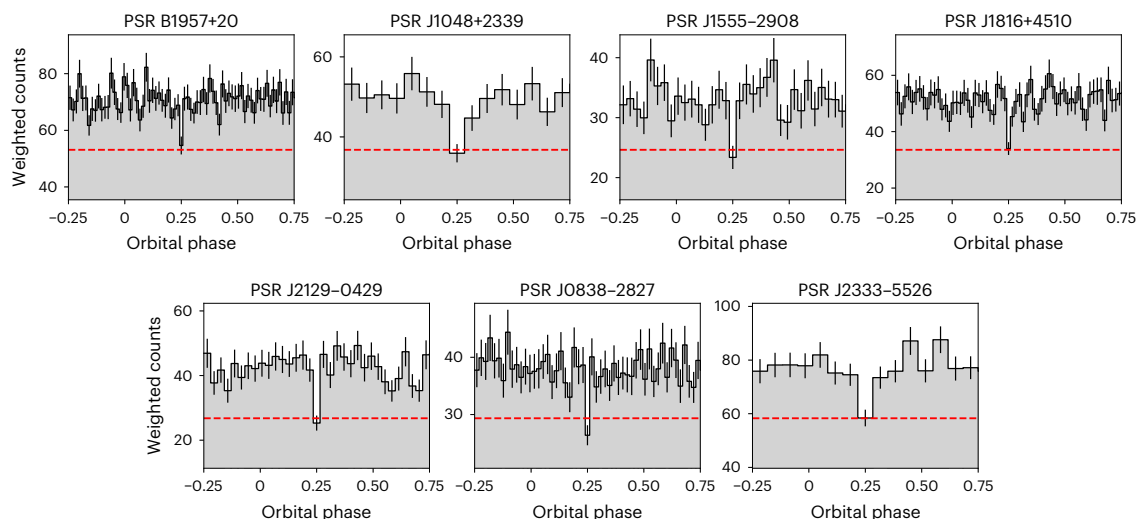 PSR B1957+20
PSR J1048+2339
PSR J1555−2908
PSR J1816+4510
Weighted counts
80
60
40
60
40
40
30
20
60
40
20
−0.25 0 0.25 0.50 0.75
−0.25 0 0.25 0.50 0.75
−0.25 0 0.25 0.50 0.75
−0.25 0 0.25 0.50 0.75
Orbital phase
Orbital phase
Orbital phase
Orbital phase
PSR J2129−0429
PSR J0838−2827
PSR J2333−5526
Weighted counts
60
40
20
40
30
100
80
60
40
−0.25 0 0.25 0.50 0.75
−0.25 0 0.25 0.50 0.75
−0.25 0 0.25 0.50 0.75
Orbital phase
Orbital phase
Orbital phase